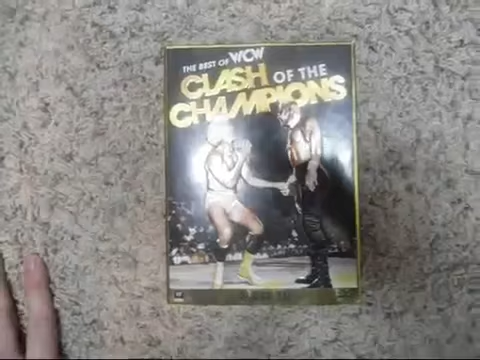 THE BEST OF WCW
CLASH OF THE
CHAMPIONS